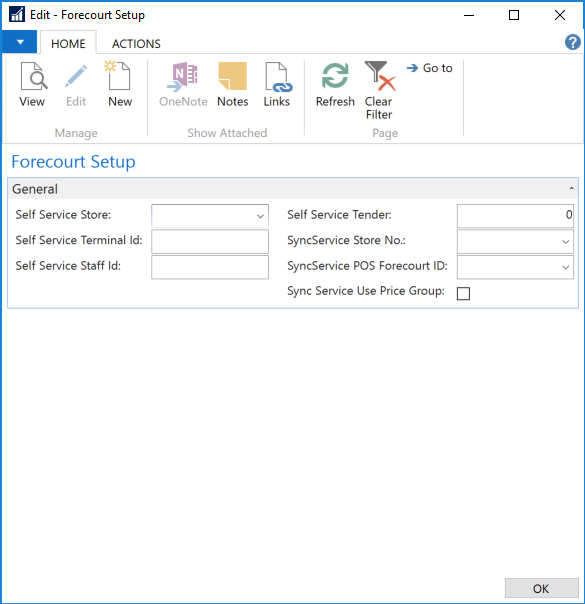 Edit - Forecourt Setup
HOME ACTIONS
?
View Edit New OneNote Notes Links Refresh Clear Filter Go to
Manage Show Attached Page
Forecourt Setup
General
Self Service Store:
Self Service Terminal Id:
Self Service Staff Id:
Self Service Tender: 0
SyncService Store No.:
SyncService POS Forecourt ID:
Sync Service Use Price Group:
OK